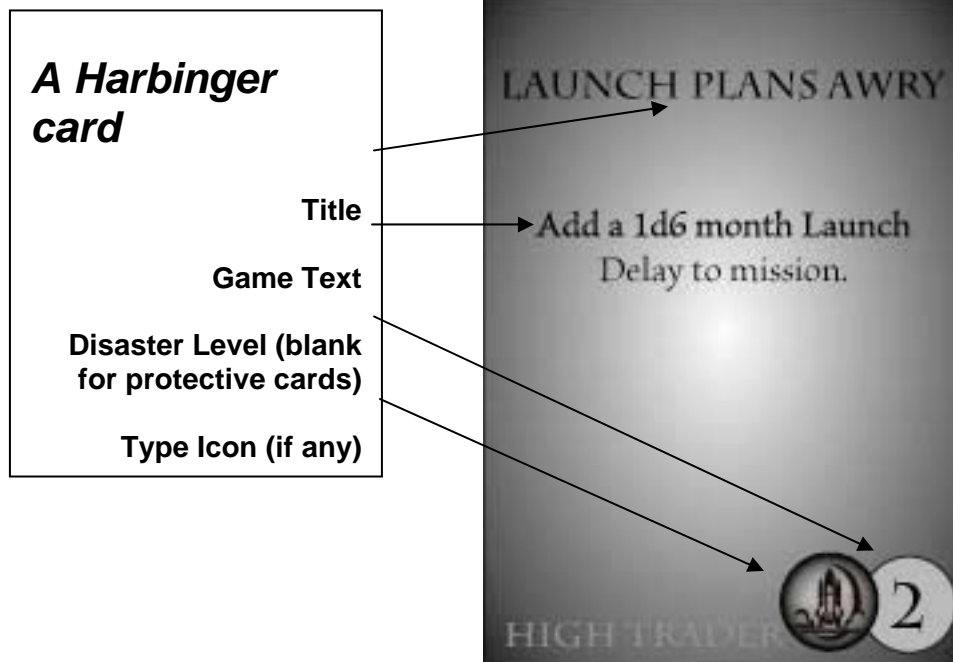 A Harbinger
card
Title
Game Text
Disaster Level (blank
for protective cards)
Type Icon (if any)
LAUNCH PLANS AWRY
Add a 1d6 month Launch
Delay to mission.
HIGH TRADER
2